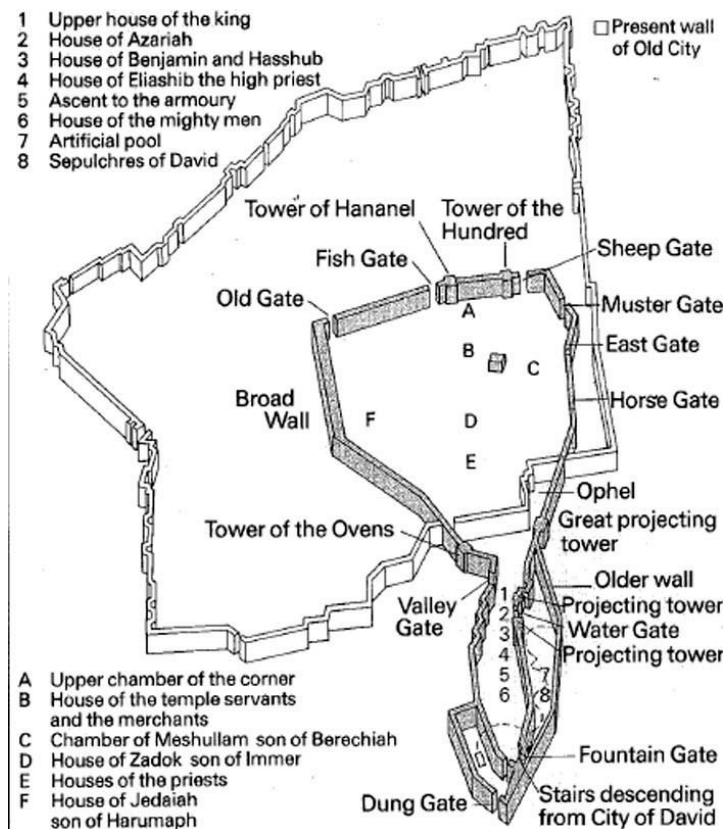 1 Upper house of the king
2 House of Azariah
3 House of Benjamin and Hasshub
4 House of Eliashib the high priest
5 Ascent to the armoury
6 House of the mighty men
7 Artificial pool
8 Sepulchres of David
Present wall
of Old City
Tower of Hananel
Tower of the
Hundred
Sheep Gate
Fish Gate
Old Gate
Muster Gate
East Gate
Horse Gate
Broad
Wall
A
B
C
D
E
F
Ophel
Great projecting
tower
Tower of the Ovens
Older wall
Valley
Gate
Projecting tower
Water Gate
Projecting tower
1
2
3
4
5
6
7
8
A Upper chamber of the corner
B House of the temple servants
and the merchants
C Chamber of Meshullam son of Berechiah
D House of Zadok son of Immer
E Houses of the priests
F House of Jedaiah
son of Harumaph
Fountain Gate
Dung Gate
Stairs descending
from City of David